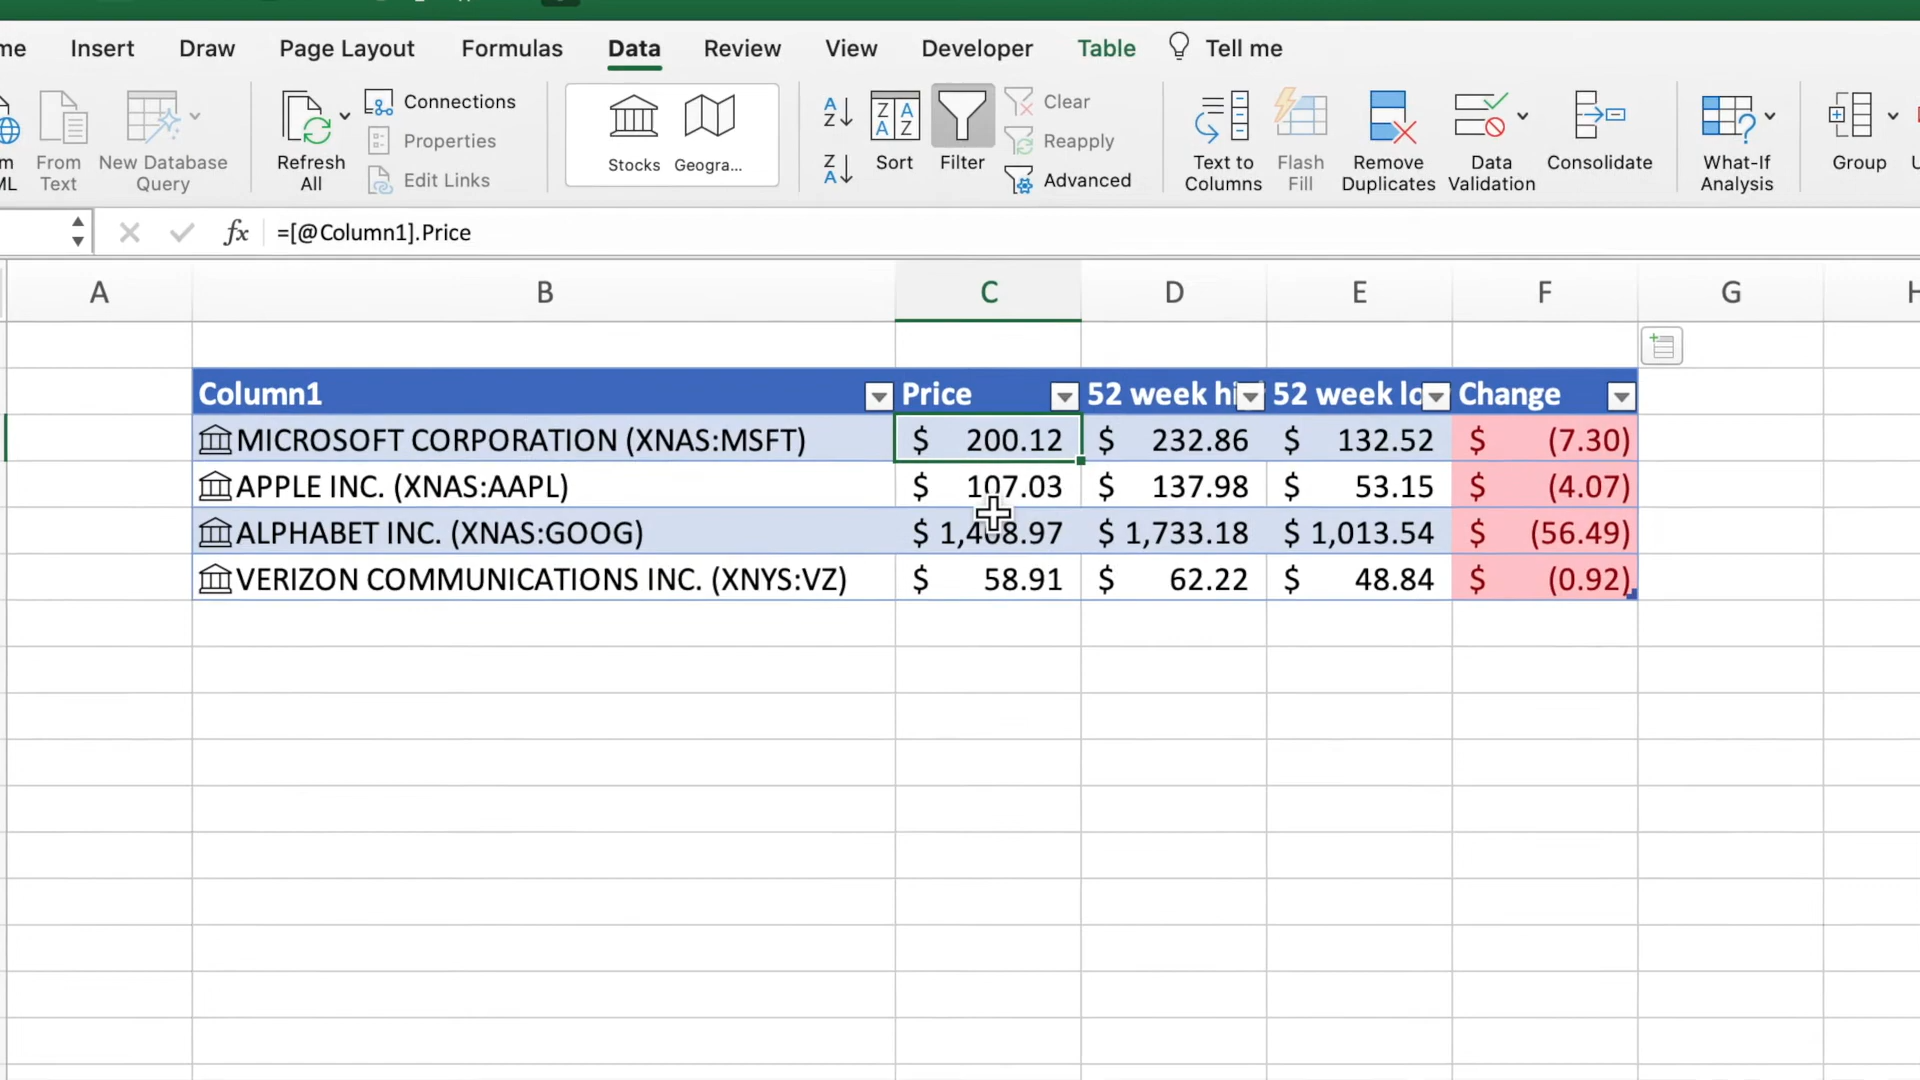 Insert Draw Page Layout Formulas Data Review View Developer Table Tell me
From Text
New Database Query
Refresh All
Connections
Properties
Edit Links
Stocks Geogra...
Sort
Filter
Clear
Reapply
Advanced
Text to Columns
Flash Fill
Remove Duplicates
Data Validation
Consolidate
What-If Analysis
Group
fx =[@Column1].Price
A B C D E F G
Column1 Price 52 week hi 52 week lo Change
MICROSOFT CORPORATION (XNAS:MSFT) $ 200.12 $ 232.86 $ 132.52 $ (7.30)
APPLE INC. (XNAS:AAPL) $ 107.03 $ 137.98 $ 53.15 $ (4.07)
ALPHABET INC. (XNAS:GOOG) $ 1,408.97 $ 1,733.18 $ 1,013.54 $ (56.49)
VERIZON COMMUNICATIONS INC. (XNYS:VZ) $ 58.91 $ 62.22 $ 48.84 $ (0.92)